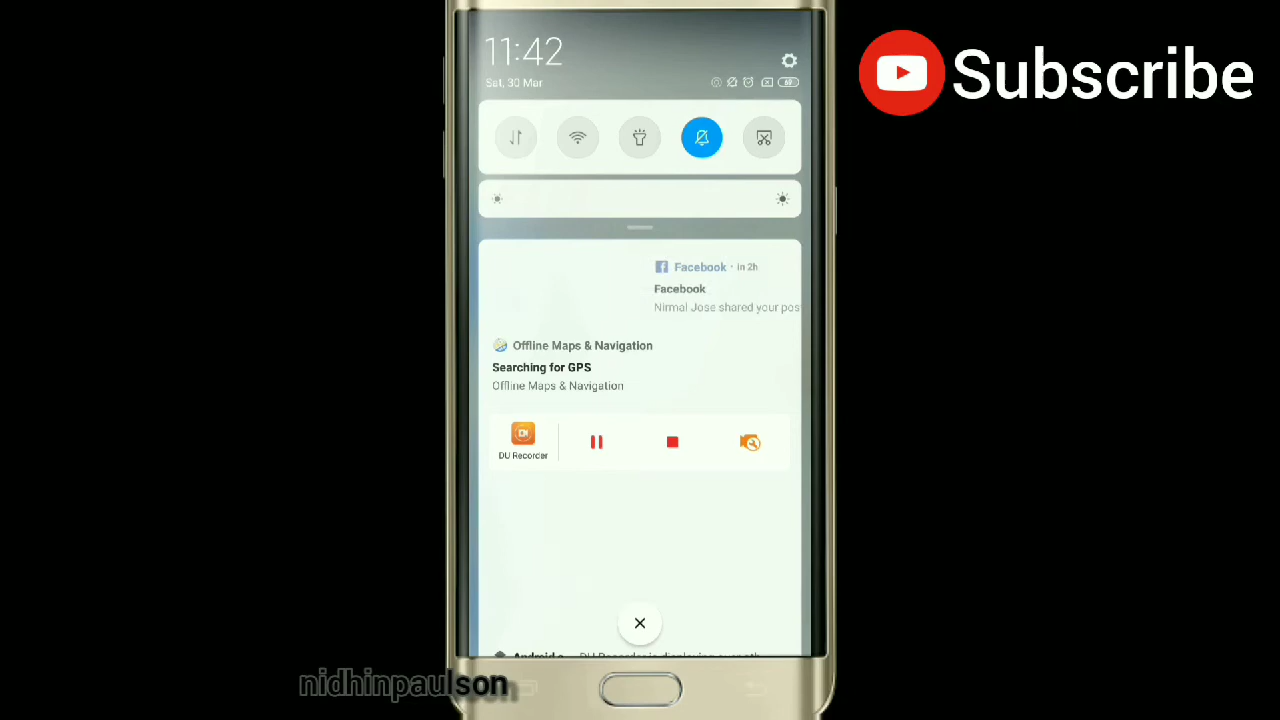 Subscribe
11:42
Sat, 30 Mar
69
Facebook · in 2h
Facebook
Nirmal Jose shared your pos
Offline Maps & Navigation
Searching for GPS
Offline Maps & Navigation
DU Recorder
nidhinpaulson